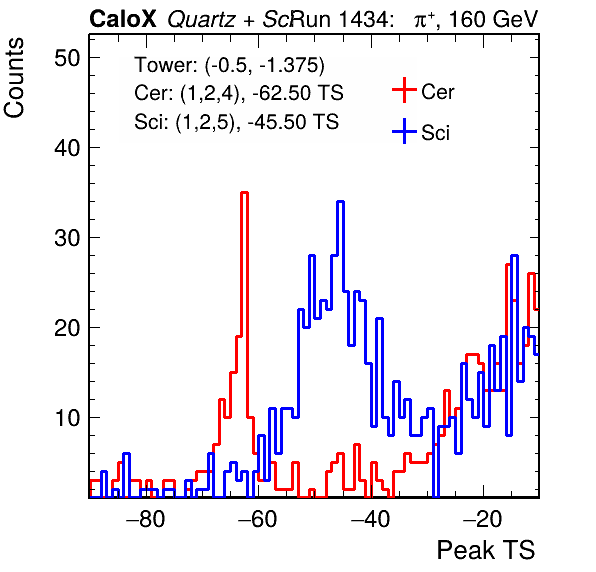 CaloX Quartz + ScRun 1434: π⁺, 160 GeV
Counts
50
40
30
20
10
Tower: (-0.5, -1.375)
Cer: (1,2,4), -62.50 TS
Sci: (1,2,5), -45.50 TS
Cer
Sci
−80 −60 −40 −20
Peak TS